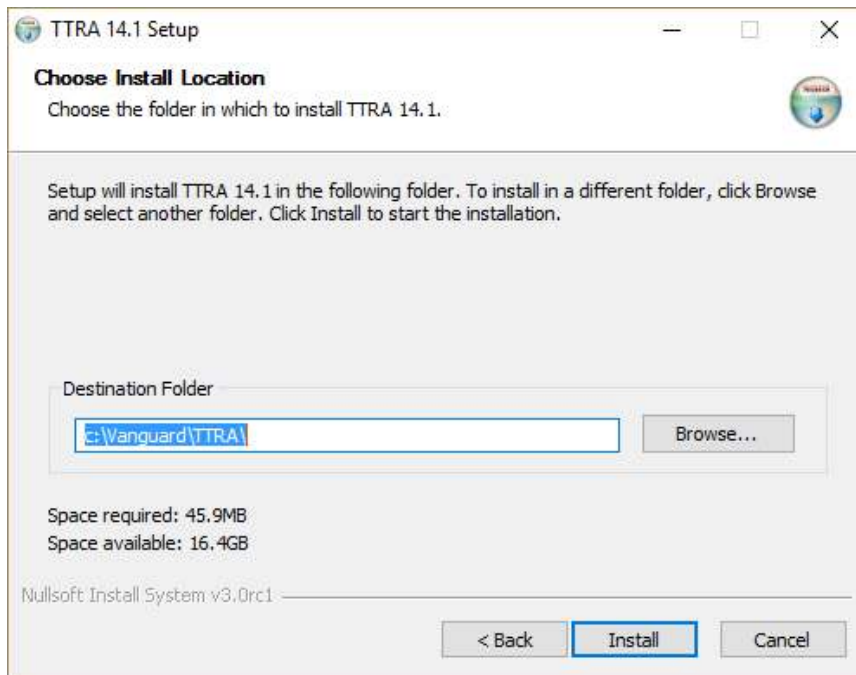 TTRA 14.1 Setup
Choose Install Location
Choose the folder in which to install TTRA 14.1.
Setup will install TTRA 14.1 in the following folder. To install in a different folder, click Browse
and select another folder. Click Install to start the installation.
Destination Folder
c:\Vanguard\TTRA\
Browse...
Space required: 45.9MB
Space available: 16.4GB
Nullsoft Install System v3.0rc1
< Back
Install
Cancel